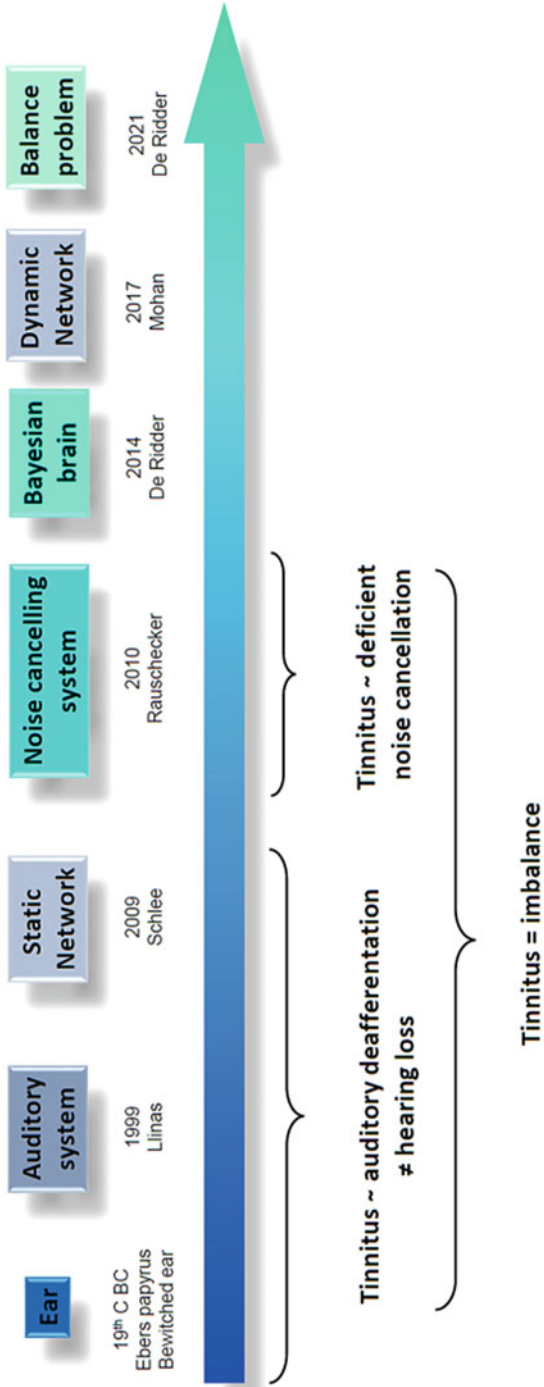 Ear
19th C BC
Ebers papyrus
Bewitched ear
Auditory
system
1999
Llinas
Static
Network
2009
Schlee
Noise cancelling
system
2010
Rauschecker
Bayesian
brain
2014
De Ridder
Dynamic
Network
2017
Mohan
Balance
problem
2021
De Ridder
Tinnitus ~ auditory deafferentation
≠ hearing loss
Tinnitus ~ deficient
noise cancellation
Tinnitus = imbalance